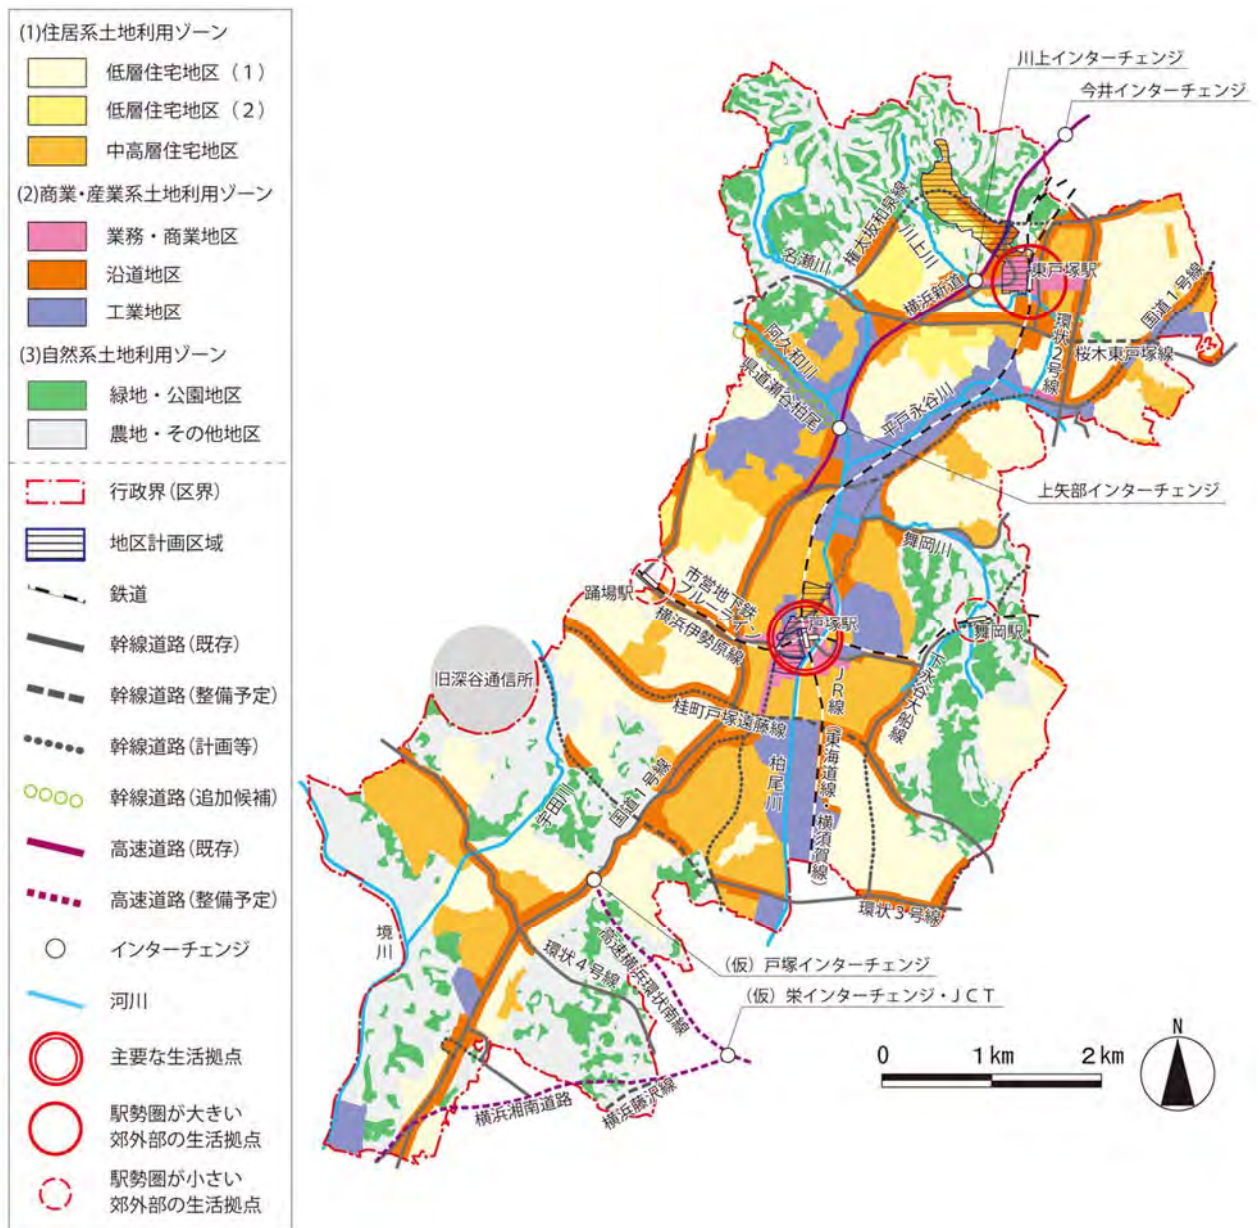 (1)住居系土地利用ゾーン
低層住宅地区（1）
低層住宅地区（2）
中高層住宅地区
(2)商業・産業系土地利用ゾーン
業務・商業地区
沿道地区
工業地区
(3)自然系土地利用ゾーン
緑地・公園地区
農地・その他地区
行政界(区界)
地区計画区域
鉄道
幹線道路(既存)
幹線道路(整備予定)
幹線道路(計画等)
幹線道路(追加候補)
高速道路(既存)
高速道路(整備予定)
インターチェンジ
河川
主要な生活拠点
駅勢圏が大きい
郊外部の生活拠点
駅勢圏が小さい
郊外部の生活拠点
川上インターチェンジ
今井インターチェンジ
権太坂和泉線
川上川
名瀬川
横浜新道
東戸塚駅
国道1号線
環状2号線
桜木東戸塚線
阿久和川
県道瀬谷柏尾
平戸永谷川
上矢部インターチェンジ
舞岡川
市営地下鉄
ブルーライン
踊場駅
横浜伊勢原線
戸塚駅
舞岡駅
下永谷大船線
旧深谷通信所
桂町戸塚遠藤線
JR線
(東海道線・横須賀線)
柏尾川
宇田川
国道1号線
環状3号線
境川
環状4号線
高速横浜環状南線
(仮)戸塚インターチェンジ
(仮)栄インターチェンジ・JCT
横浜湘南道路
横浜藤沢線
0 1km 2km
N